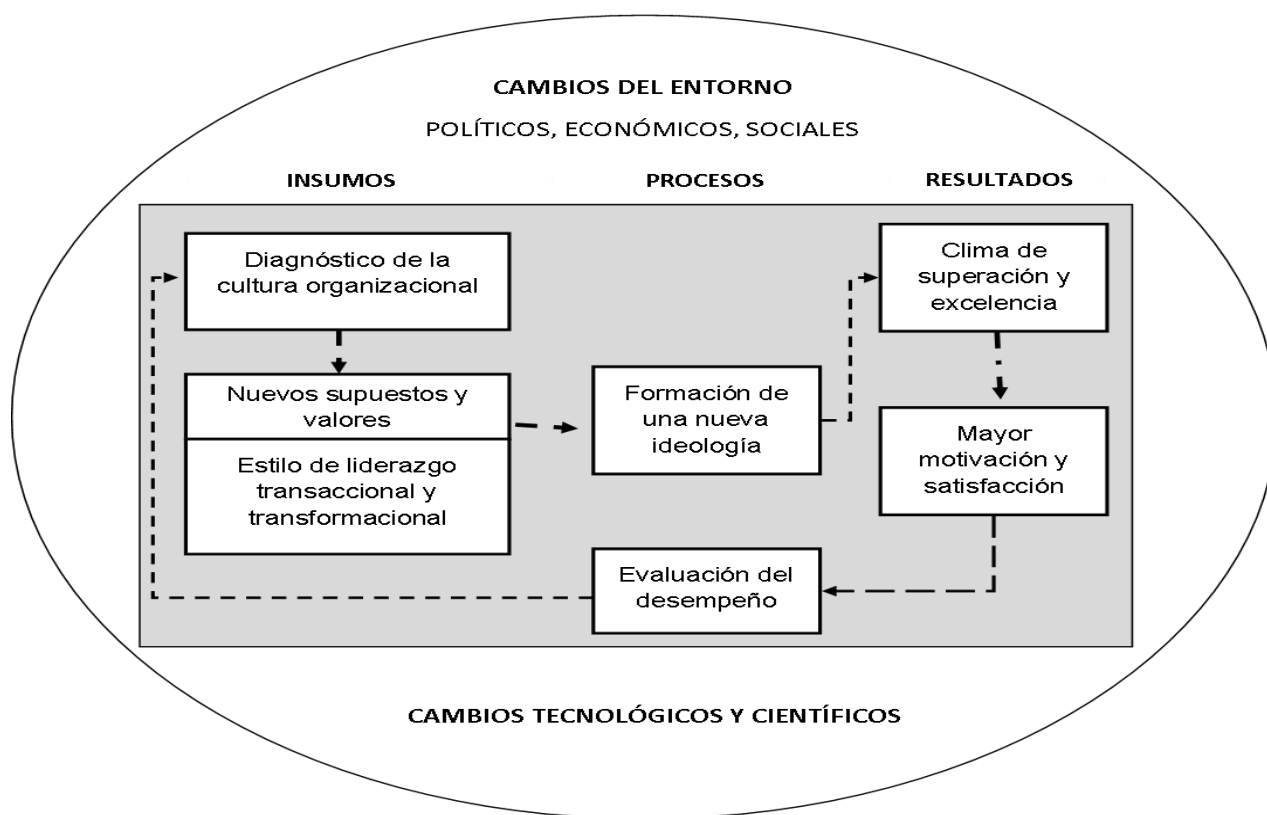 CAMBIOS DEL ENTORNO
POLÍTICOS, ECONÓMICOS, SOCIALES
INSUMOS
PROCESOS
RESULTADOS
Diagnóstico de la
cultura organizacional
Nuevos supuestos y
valores
Estilo de liderazgo
transaccional y
transformacional
Formación de
una nueva
ideología
Clima de
superación y
excelencia
Mayor
motivación y
satisfacción
Evaluación del
desempeño
CAMBIOS TECNOLÓGICOS Y CIENTÍFICOS